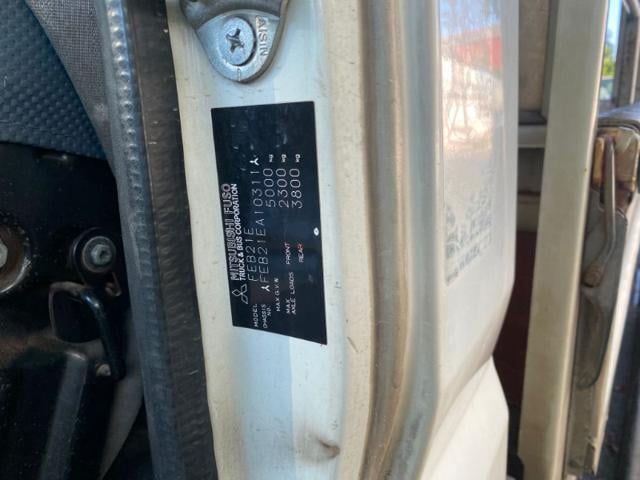 AISIN
MITSUBISHI FUSO
TRUCK & BUS CORPORATION
MODEL FEB21E
CHASSIS NO. ⅄FEB21EA10311⅄
MAX G.V.W. 5000 kg
MAX. AXLE LOADS FRONT 2300 kg
REAR 3800 kg